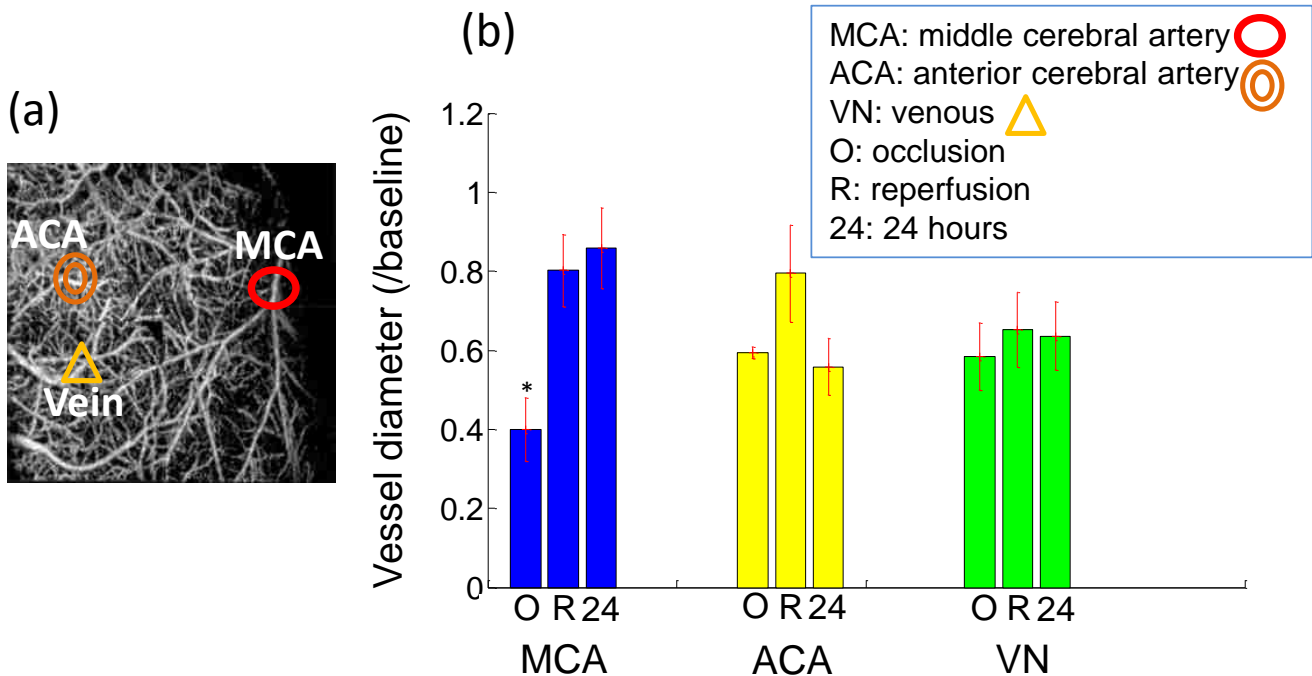 (a)
ACA
MCA
Vein
(b)
MCA: middle cerebral artery
ACA: anterior cerebral artery
VN: venous
O: occlusion
R: reperfusion
24: 24 hours
Vessel diameter (/baseline)
1.2
1
0.8
0.6
0.4
0.2
0
*
O R 24
O R 24
O R 24
MCA
ACA
VN